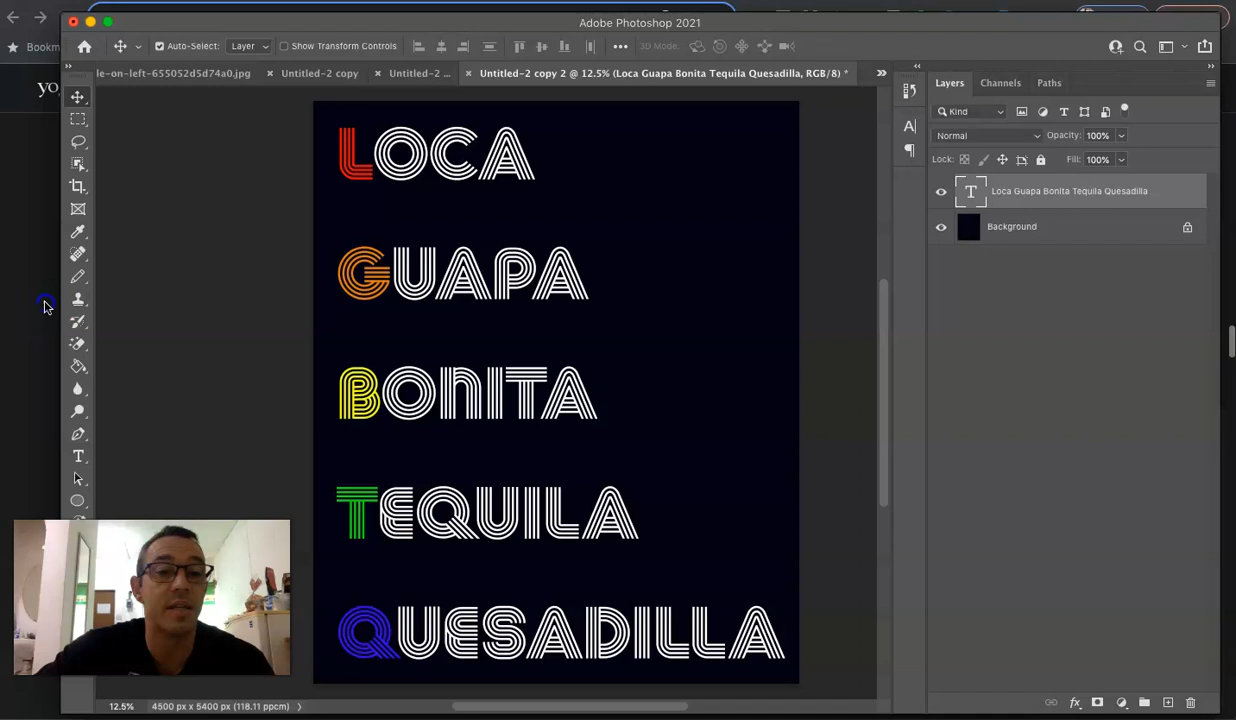 Adobe Photoshop 2021
Bookm
Auto-Select:
Layer
Show Transform Controls
3D Mode:
yo
le-on-left-655052d5d74a0.jpg
Untitled-2 copy
Untitled-2 ...
Untitled-2 copy 2 @ 12.5% (Loca Guapa Bonita Tequila Quesadilla, RGB/8) *
LOCA
GUAPA
BONITA
TEQUILA
QUESADILLA
Layers
Channels
Paths
Kind
Normal
Opacity: 100%
Lock:
Fill: 100%
Loca Guapa Bonita Tequila Quesadilla
Background
12.5%
4500 px x 5400 px (118.11 ppcm)
fx